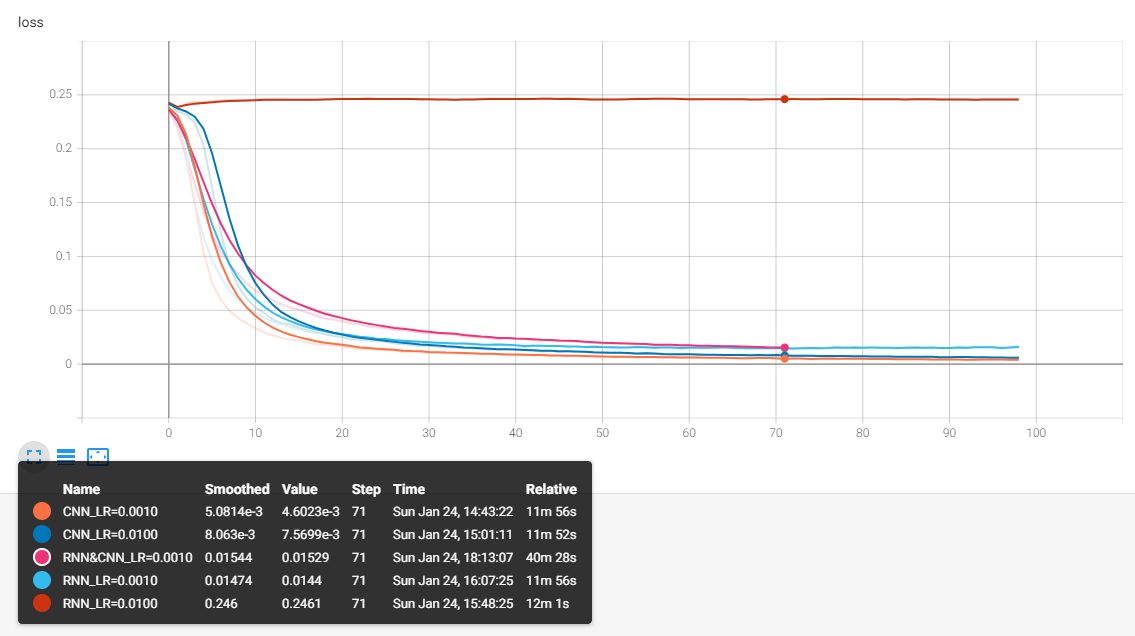 loss
0.25
0.2
0.15
0.1
0.05
0
0 10 20 30 40 50 60 70 80 90 100
Name Smoothed Value Step Time Relative
CNN_LR=0.0010 5.0814e-3 4.6023e-3 71 Sun Jan 24, 14:43:22 11m 56s
CNN_LR=0.0100 8.063e-3 7.5699e-3 71 Sun Jan 24, 15:01:11 11m 52s
RNN&CNN_LR=0.0010 0.01544 0.01529 71 Sun Jan 24, 18:13:07 40m 28s
RNN_LR=0.0010 0.01474 0.0144 71 Sun Jan 24, 16:07:25 11m 56s
RNN_LR=0.0100 0.246 0.2461 71 Sun Jan 24, 15:48:25 12m 1s